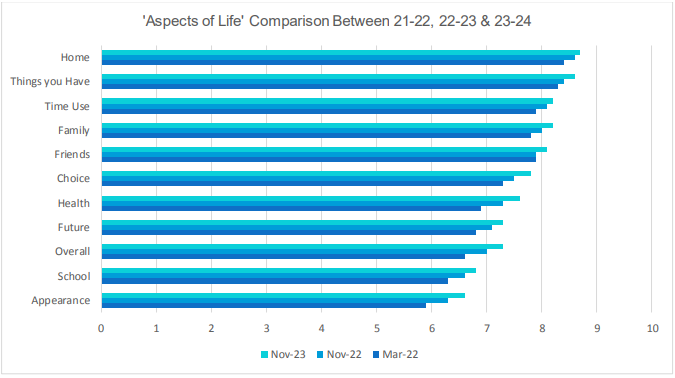 'Aspects of Life' Comparison Between 21-22, 22-23 & 23-24
Home
Things you Have
Time Use
Family
Friends
Choice
Health
Future
Overall
School
Appearance
0 1 2 3 4 5 6 7 8 9 10
Nov-23 Nov-22 Mar-22